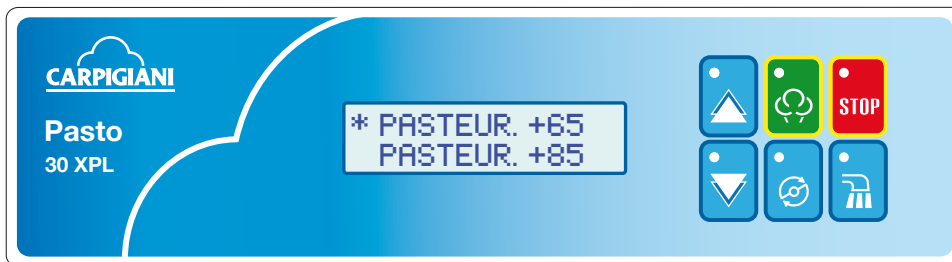 CARPIGIANI
Pasto
30 XPL
* PASTEUR. +65
PASTEUR. +85
STOP